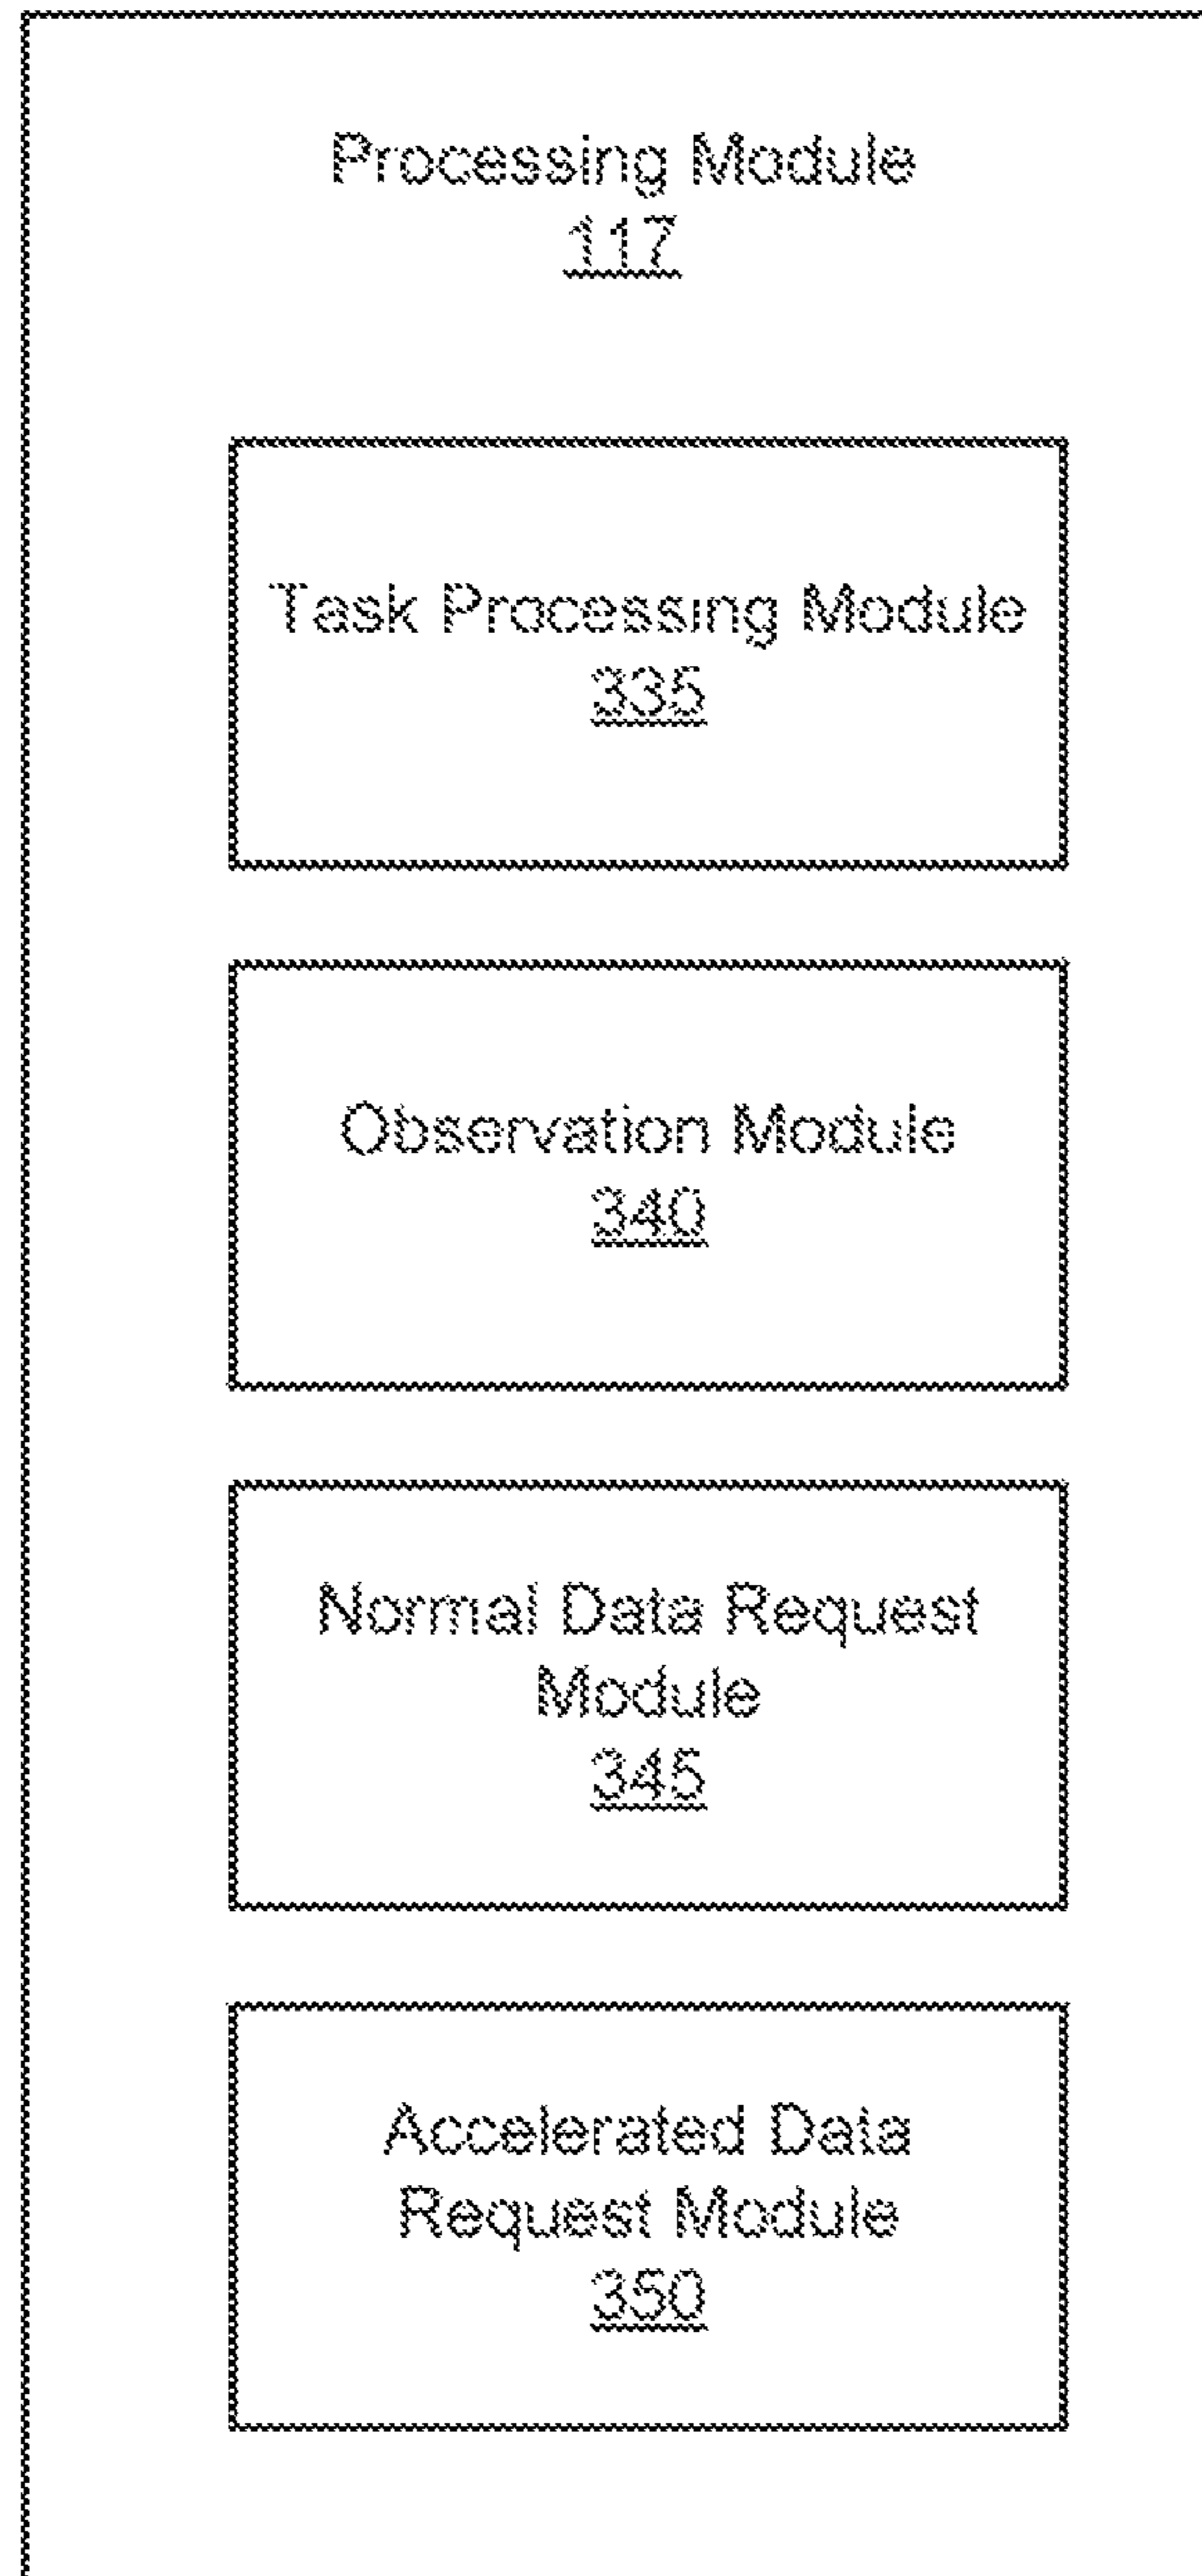 Processing Module
117
Task Processing Module
335
Observation Module
340
Normal Data Request
Module
345
Accelerated Data
Request Module
350